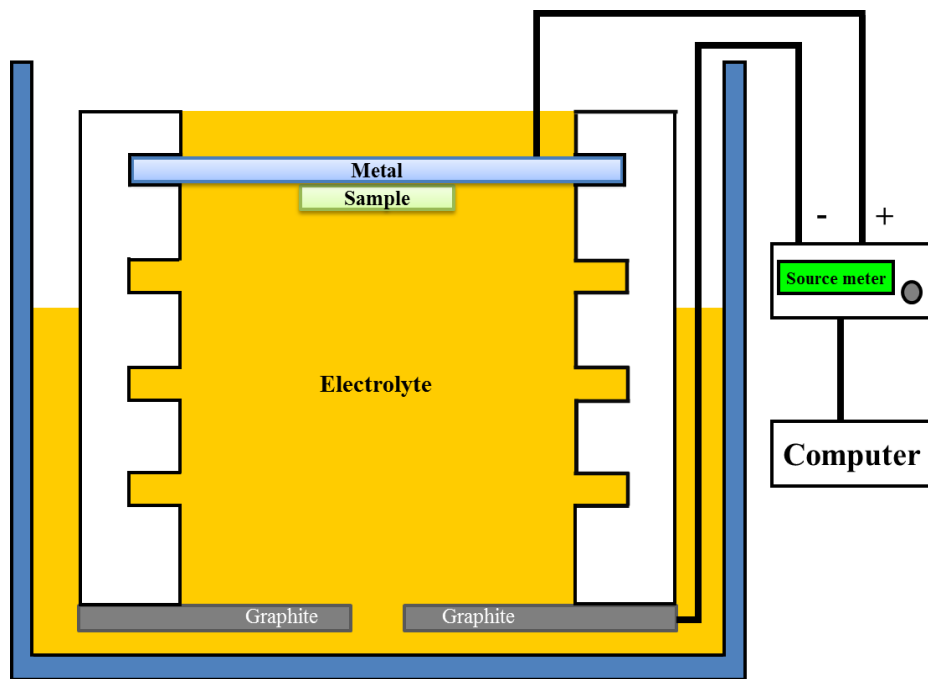 Metal
Sample
- +
Source meter
Electrolyte
Computer
Graphite Graphite